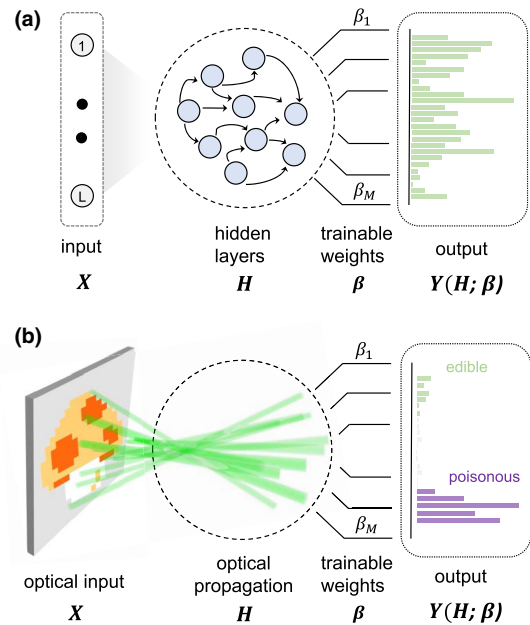 (a)
1
L
β1
βM
input
hidden
layers
trainable
weights
output
X
H
β
Y(H; β)
(b)
β1
βM
edible
poisonous
optical input
optical
propagation
trainable
weights
output
X
H
β
Y(H; β)